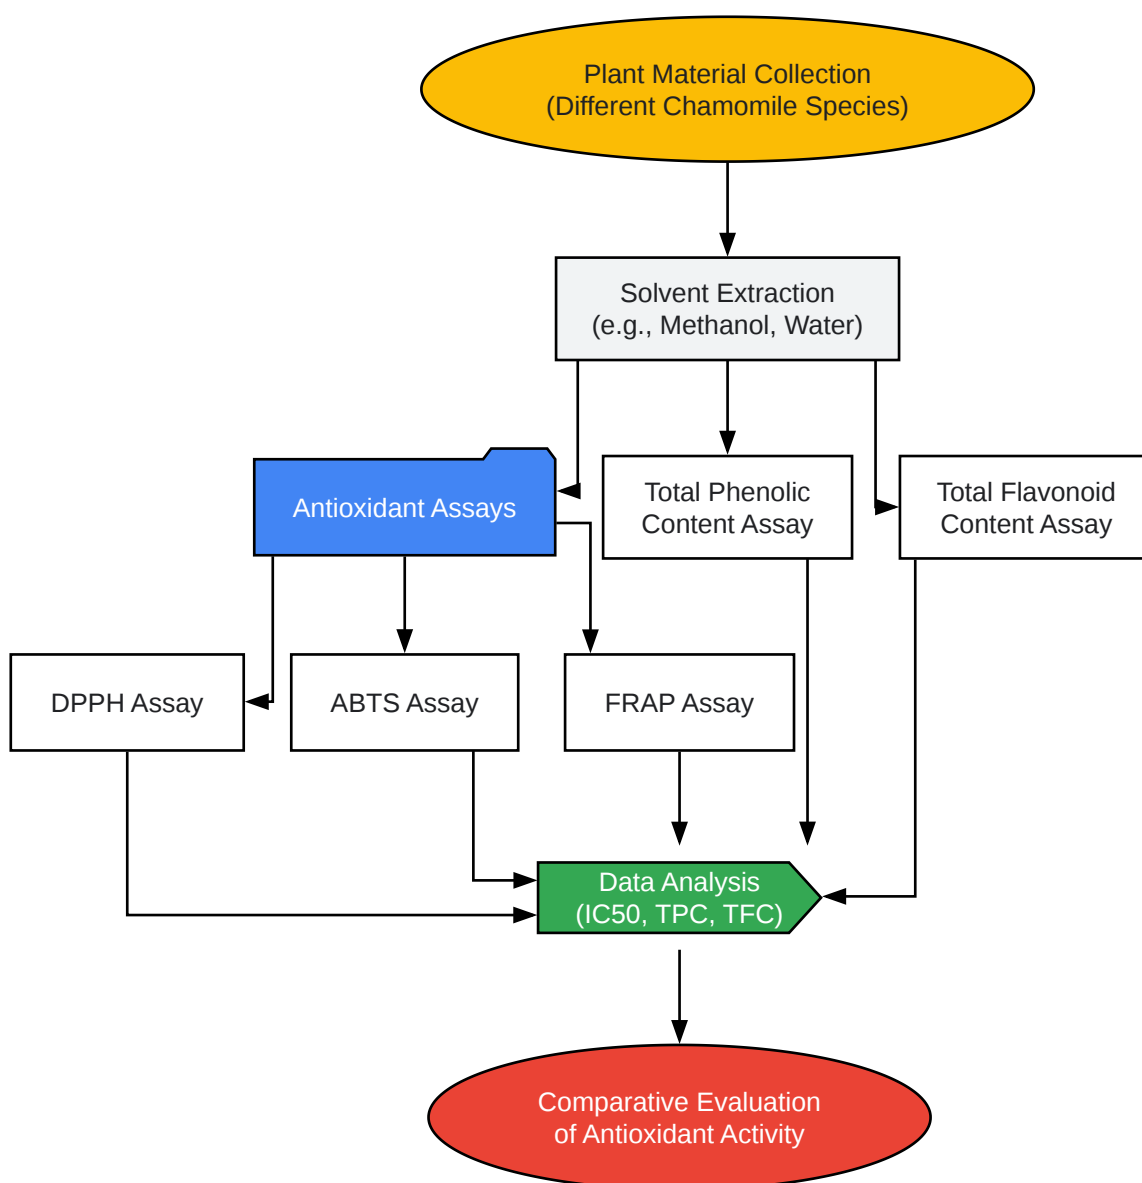 Plant Material Collection
(Different Chamomile Species)
Solvent Extraction
(e.g., Methanol, Water)
Antioxidant Assays
Total Phenolic
Content Assay
Total Flavonoid
Content Assay
DPPH Assay
ABTS Assay
FRAP Assay
Data Analysis
(IC50, TPC, TFC)
Comparative Evaluation
of Antioxidant Activity